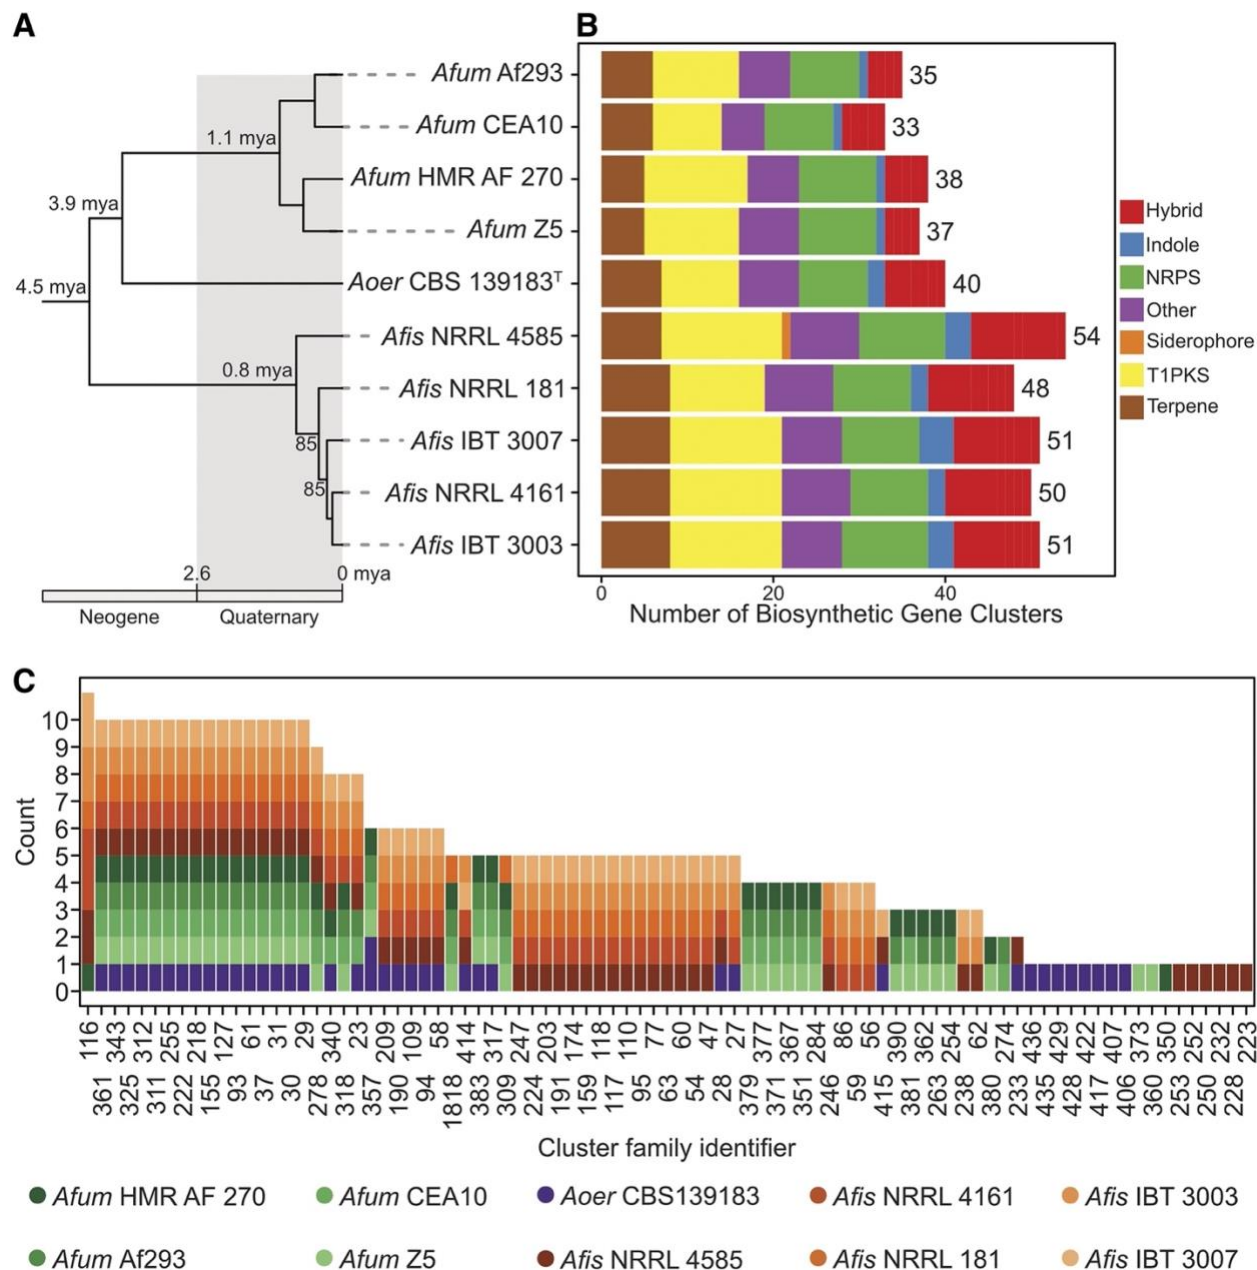 A
B
Afum Af293
35
Afum CEA10
33
1.1 mya
Afum HMR AF 270
38
3.9 mya
Afum Z5
37
4.5 mya
Aoer CBS 139183ᵀ
40
Afis NRRL 4585
54
0.8 mya
Afis NRRL 181
48
85
Afis IBT 3007
51
85
Afis NRRL 4161
50
Afis IBT 3003
51
2.6
0 mya
Neogene
Quaternary
0
20
40
Number of Biosynthetic Gene Clusters
Hybrid
Indole
NRPS
Other
Siderophore
T1PKS
Terpene
C
10
9
8
7
6
5
4
3
2
1
0
Count
116 343 312 255 218 127 61 31 29 340 23 209 109 58 414 317 247 203 174 118 110 77 60 47 27 377 367 284 86 56 390 362 254 62 274 436 429 422 407 373 350 252 232 223
361 325 311 222 155 93 37 30 278 318 357 190 94 1818 383 309 224 191 159 117 95 63 54 28 379 371 351 246 59 415 381 263 238 380 233 435 428 417 406 360 253 250 228
Cluster family identifier
Afum HMR AF 270
Afum CEA10
Aoer CBS139183
Afis NRRL 4161
Afis IBT 3003
Afum Af293
Afum Z5
Afis NRRL 4585
Afis NRRL 181
Afis IBT 3007